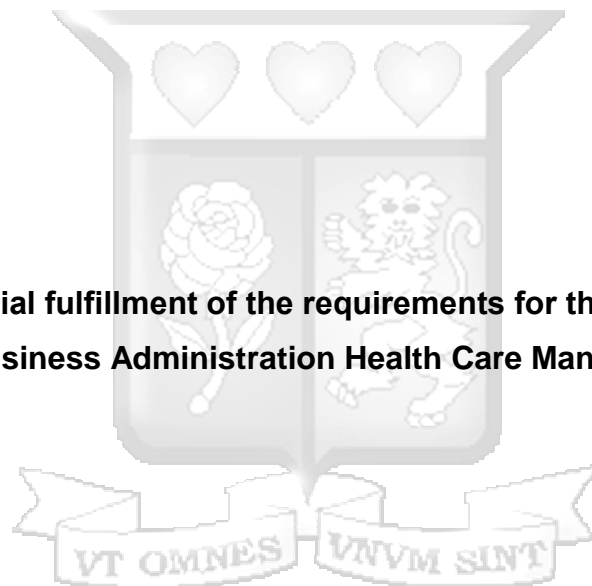 ial fulfillment of the requirements for th
siness Administration Health Care Man
VT OMNES VNVM SINT